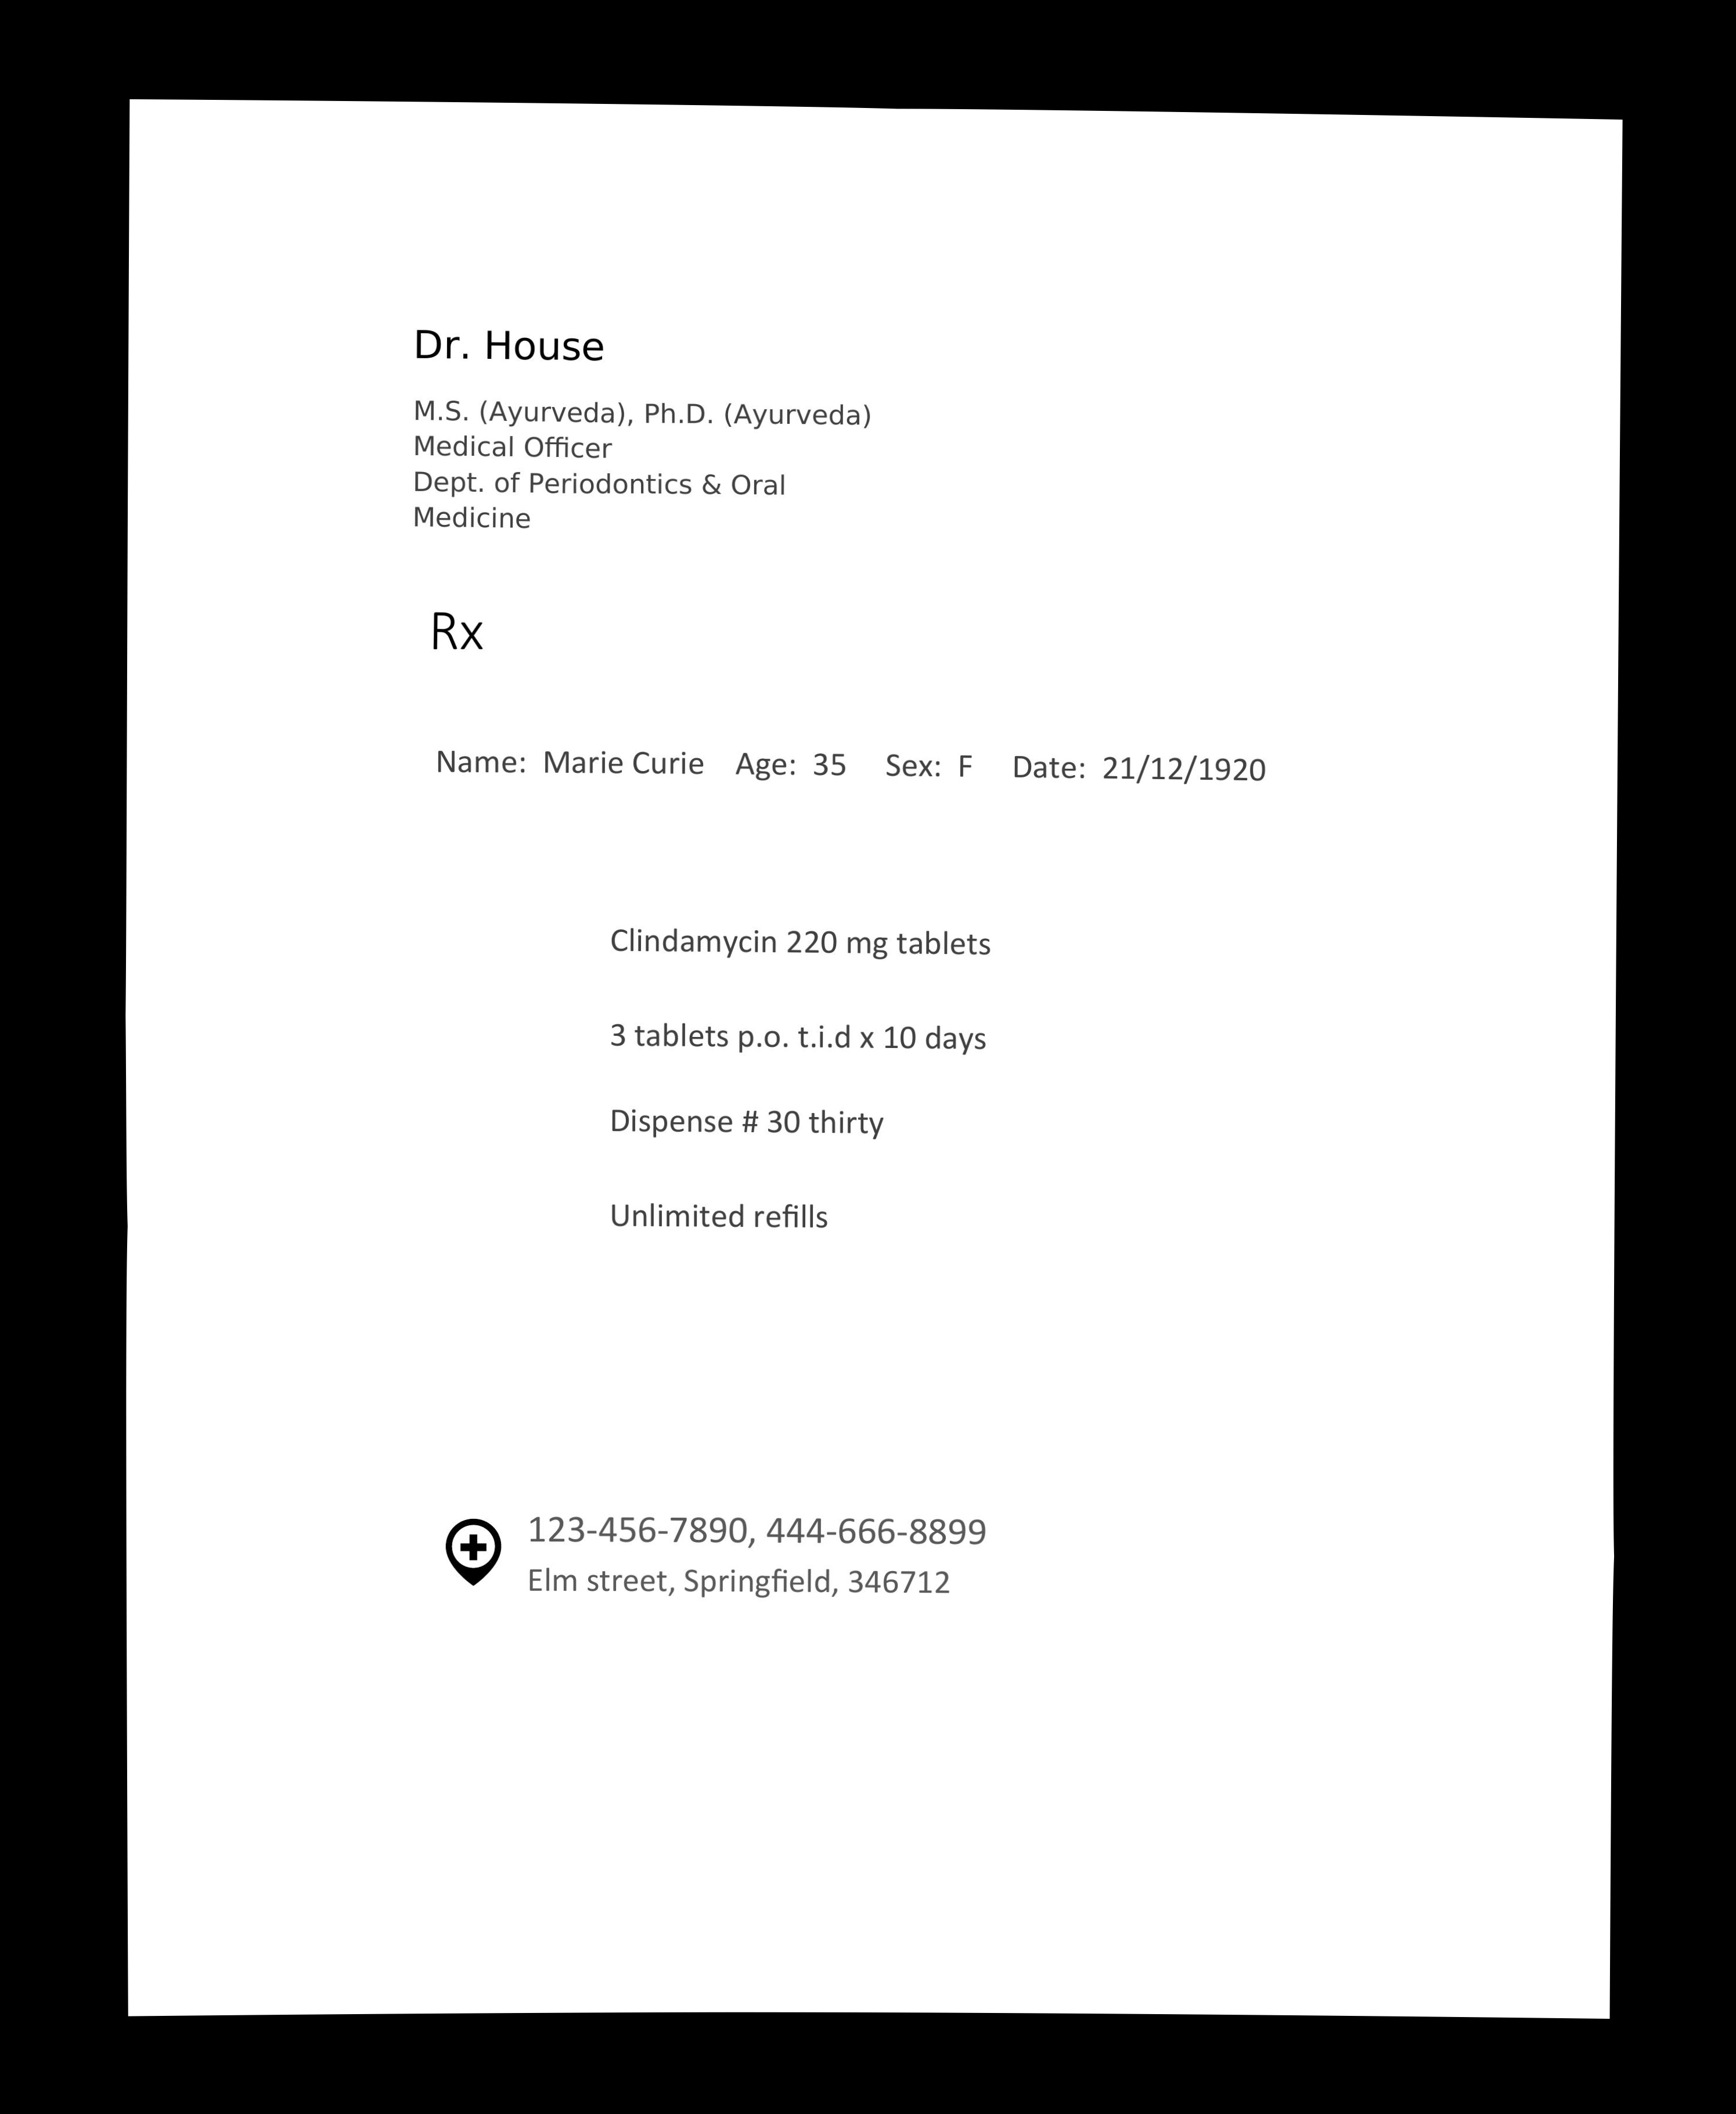 Dr. House
M.S. (Ayurveda), Ph.D. (Ayurveda)
Medical Officer
Dept. of Periodontics & Oral
Medicine
Rx
Name: Marie Curie Age: 35 Sex: F Date: 21/12/1920
Clindamycin 220 mg tablets
3 tablets p.o. t.i.d x 10 days
Dispense # 30 thirty
Unlimited refills
123-456-7890, 444-666-8899
Elm street, Springfield, 346712